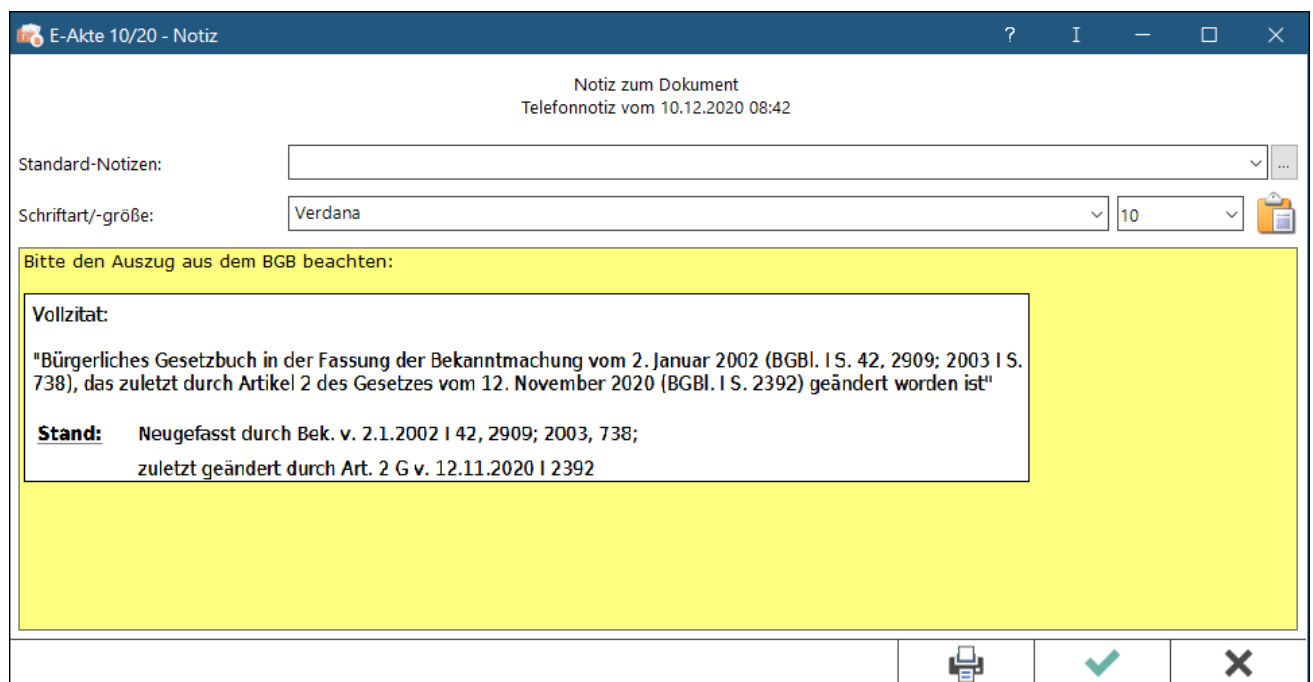 E-Akte 10/20 - Notiz
Notiz zum Dokument
Telefonnotiz vom 10.12.2020 08:42
Standard-Notizen:
...
Schriftart/-größe:
Verdana
10
Bitte den Auszug aus dem BGB beachten:
Vollzitat:
"Bürgerliches Gesetzbuch in der Fassung der Bekanntmachung vom 2. Januar 2002 (BGBl. I S. 42, 2909; 2003 I S.
738), das zuletzt durch Artikel 2 des Gesetzes vom 12. November 2020 (BGBl. I S. 2392) geändert worden ist"
Stand: Neugefasst durch Bek. v. 2.1.2002 I 42, 2909; 2003, 738;
zuletzt geändert durch Art. 2 G v. 12.11.2020 I 2392